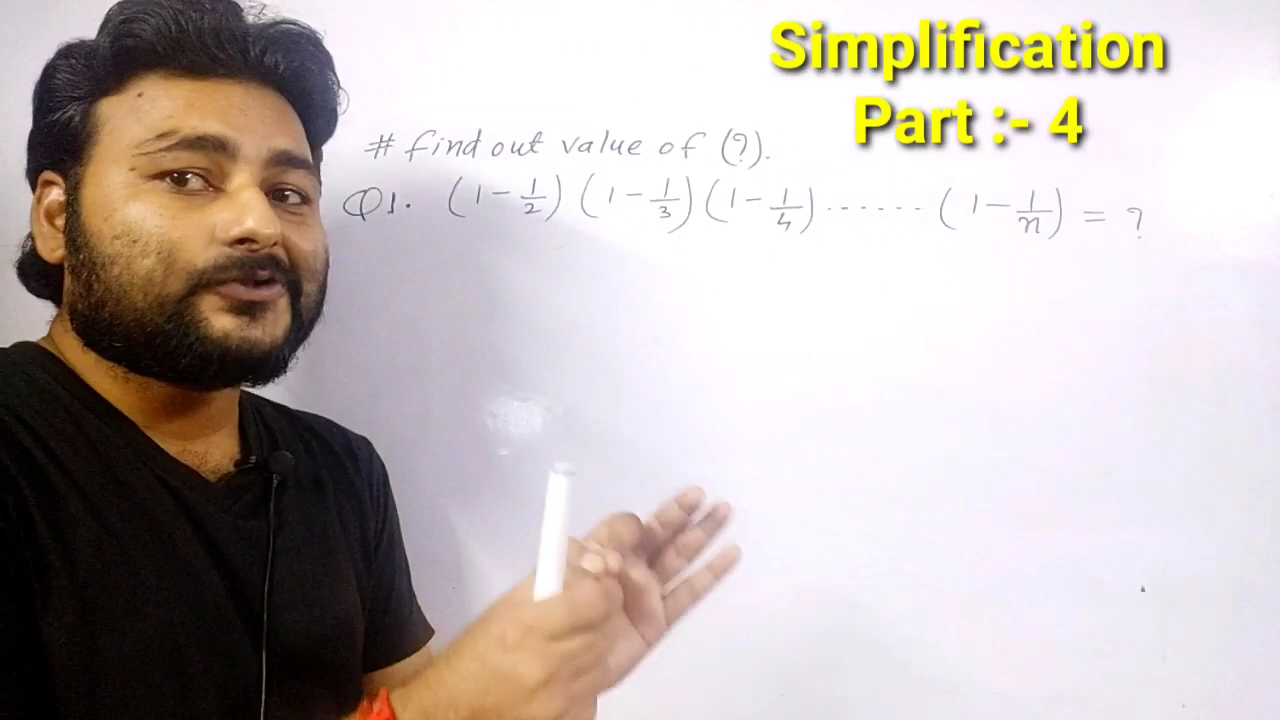 Simplification
Part :- 4
# find out value of (?).
Q1. (1 - 1/2) (1 - 1/3) (1 - 1/4) ....... (1 - 1/n) = ?